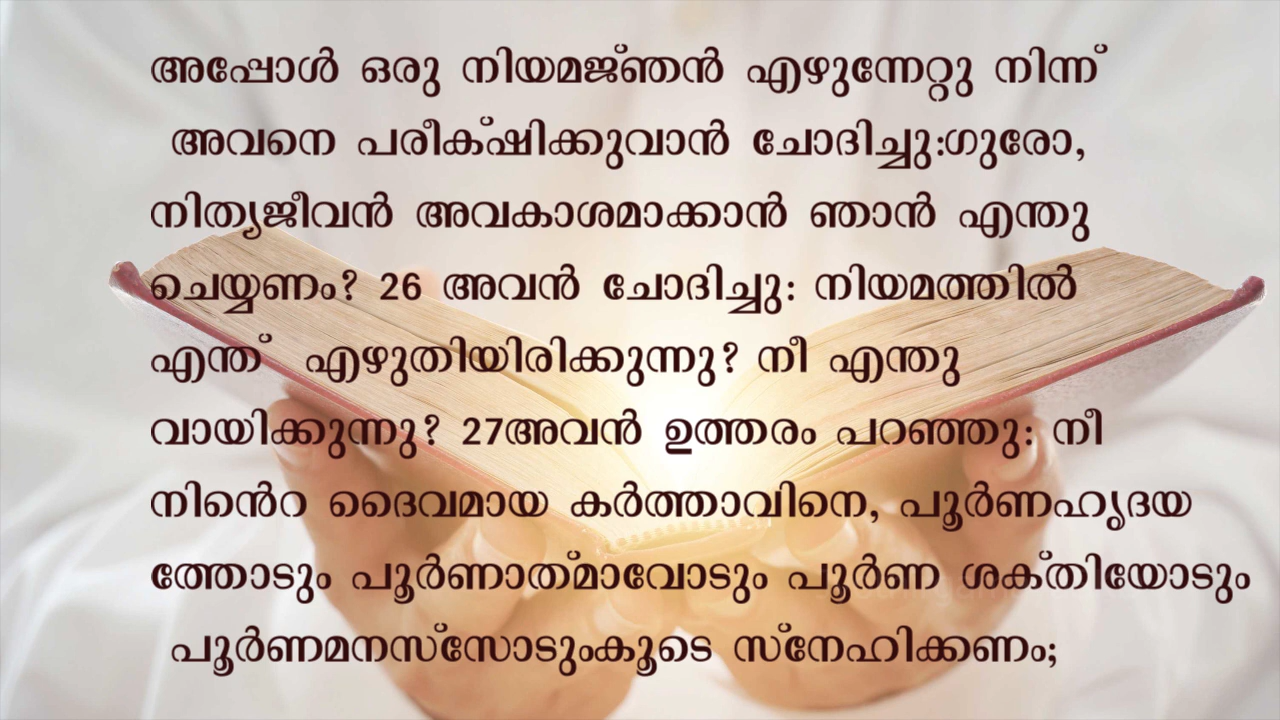 അപ്പോൾ ഒരു നിയമജ്ഞൻ എഴുന്നേറ്റു നിന്ന്
അവനെ പരീക്ഷിക്കുവാൻ ചോദിച്ചു:ഗുരോ,
നിത്യജീവൻ അവകാശമാക്കാൻ ഞാൻ എന്തു
ചെയ്യണം? 26 അവൻ ചോദിച്ചു: നിയമത്തിൽ
എന്ത് എഴുതിയിരിക്കുന്നു? നീ എന്തു
വായിക്കുന്നു? 27അവൻ ഉത്തരം പറഞ്ഞു: നീ
നിൻെറ ദൈവമായ കർത്താവിനെ, പൂർണഹൃദയ
ത്തോടും പൂർണാത്മാവോടും പൂർണ ശക്തിയോടും
പൂർണമനസ്സോടുംകൂടെ സ്നേഹിക്കണം;